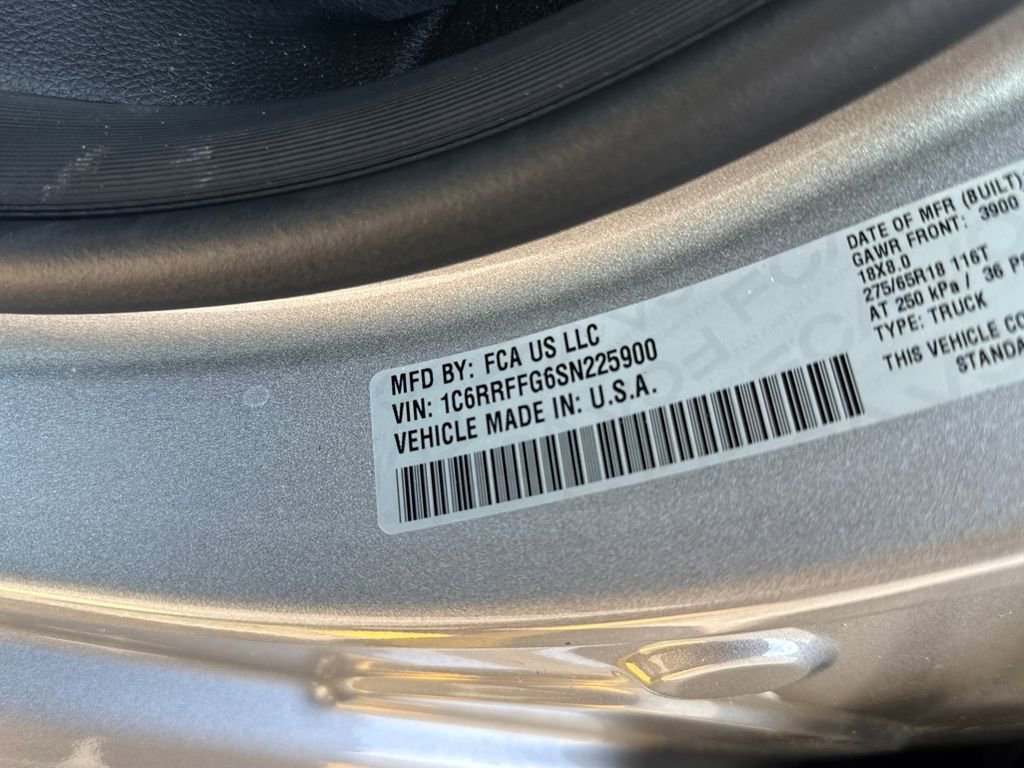 MFD BY: FCA US LLC
VIN: 1C6RRFFG6SN225900
VEHICLE MADE IN: U.S.A.
DATE OF MFR (BUILT)
GAWR FRONT: 3900
18X8.0
275/65R18 116T
AT 250 kPa / 36
TYPE: TRUCK
THIS VEHICLE